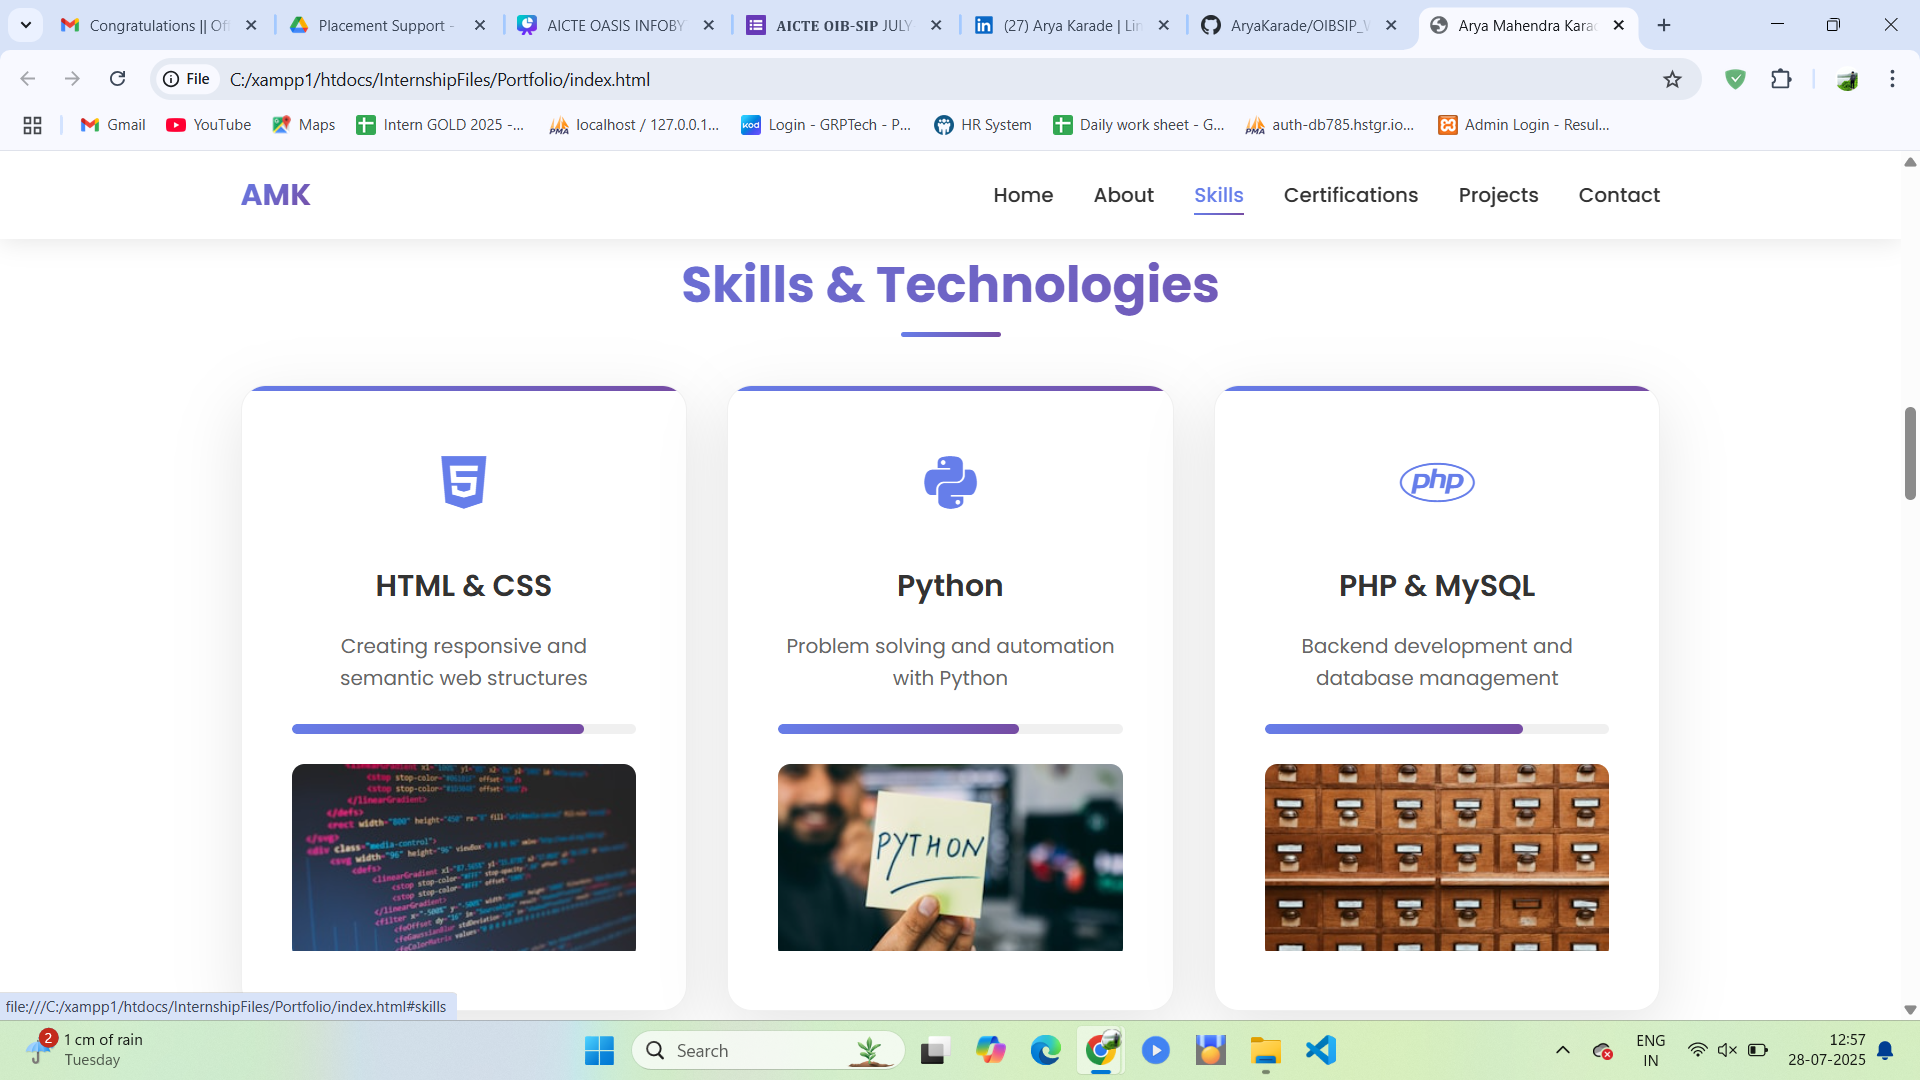 Congratulations || Of
Placement Support -
AICTE OASIS INFOBY
AICTE OIB-SIP JULY
(27) Arya Karade | Lin
AryaKarade/OIBSIP_W
Arya Mahendra Karad
File
C:/xampp1/htdocs/InternshipFiles/Portfolio/index.html
Gmail
YouTube
Maps
Intern GOLD 2025 -...
localhost / 127.0.0.1...
Login - GRPTech - P...
HR System
Daily work sheet - G...
auth-db785.hstgr.io...
Admin Login - Resul...
AMK
Home
About
Skills
Certifications
Projects
Contact
Skills & Technologies
HTML & CSS
Creating responsive and
semantic web structures
php
Python
Problem solving and automation
with Python
PYTHON
PHP & MySQL
Backend development and
database management
file:///C:/xampp1/htdocs/InternshipFiles/Portfolio/index.html#skills
2
1 cm of rain
Tuesday
Search
ENG
IN
12:57
28-07-2025